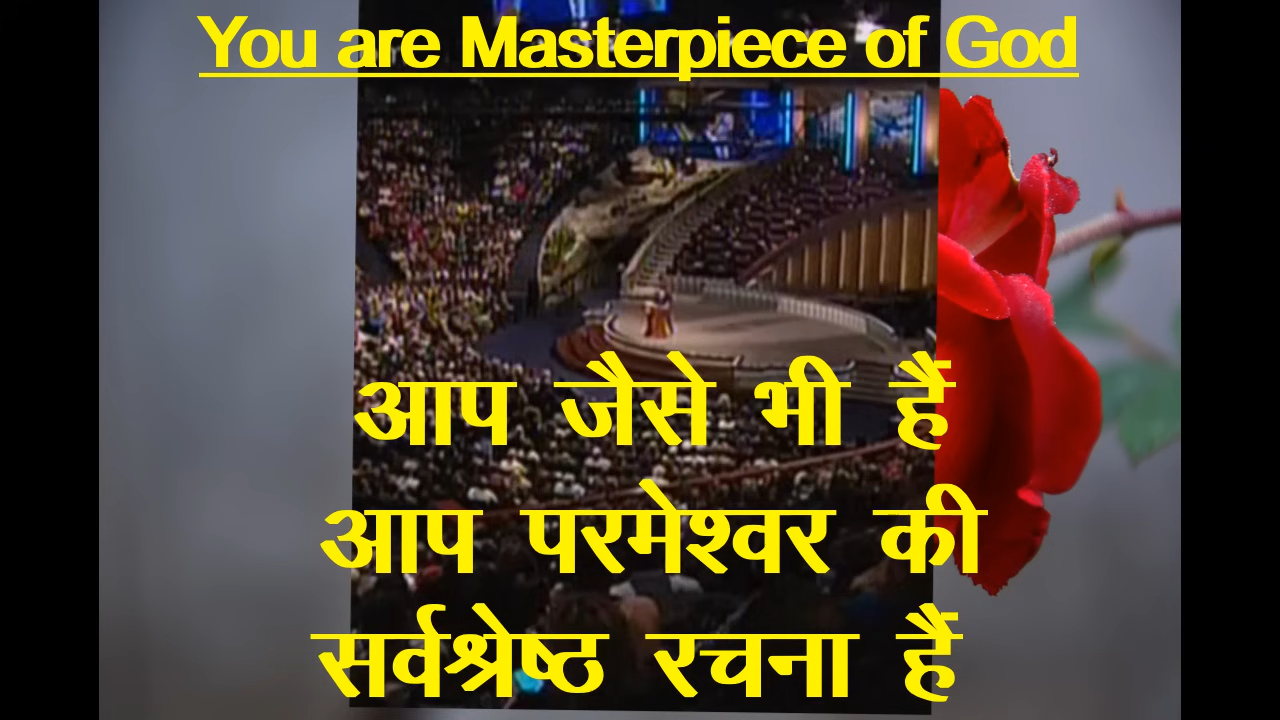 You are Masterpiece of God
आप जैसे भी हैं
आप परमेश्वर की
सर्वश्रेष्ठ रचना हैं